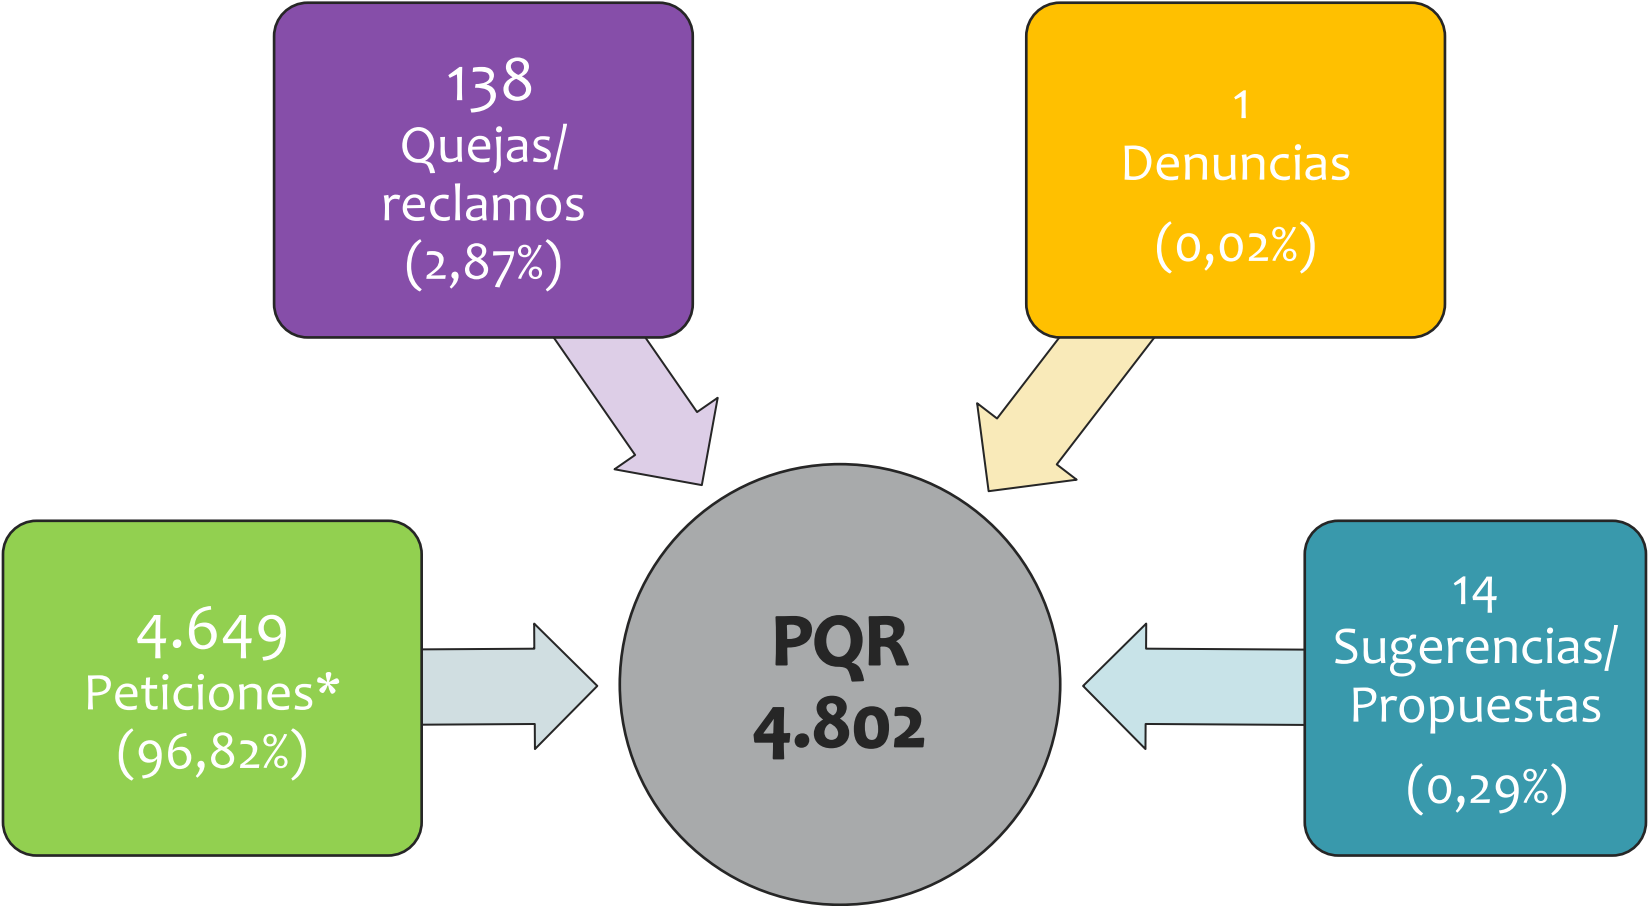 138
Quejas/
reclamos
(2,87%)
1
Denuncias
(0,02%)
4.649
Peticiones*
(96,82%)
PQR
4.802
14
Sugerencias/
Propuestas
(0,29%)